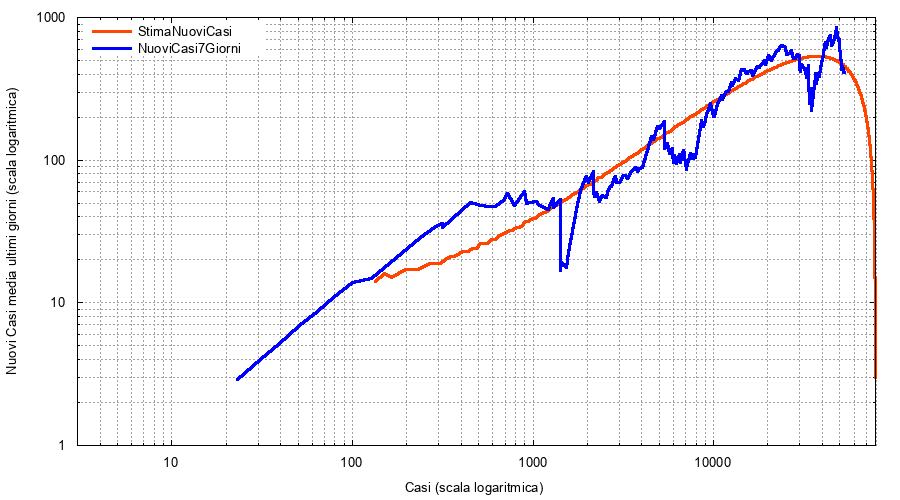 1000
100
10
1
StimaNuoviCasi
NuoviCasi7Giorni
Nuovi Casi media ultimi giorni (scala logaritmica)
10 100 1000 10000
Casi (scala logaritmica)